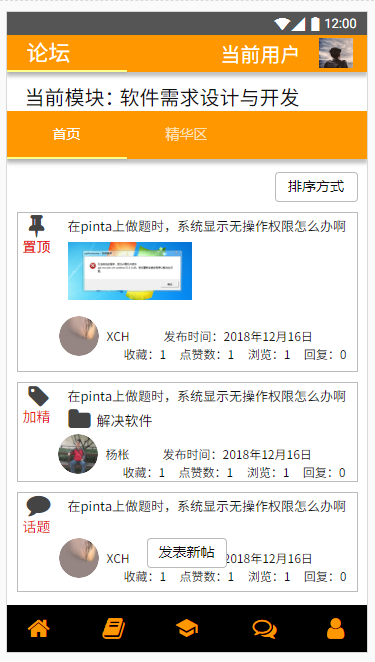 12:00
论坛 当前用户
当前模块：软件需求设计与开发
首页 精华区
排序方式
在pinta上做题时，系统显示无操作权限怎么办啊
置顶
XCH 发布时间：2018年12月16日
收藏：1 点赞数：1 浏览：1 回复：0
在pinta上做题时，系统显示无操作权限怎么办啊
加精 解决软件
杨枨 发布时间：2018年12月16日
收藏：1 点赞数：1 浏览：1 回复：0
在pinta上做题时，系统显示无操作权限怎么办啊
话题
发表新帖
XCH 2018年12月16日
收藏：1 点赞数：1 浏览：1 回复：0